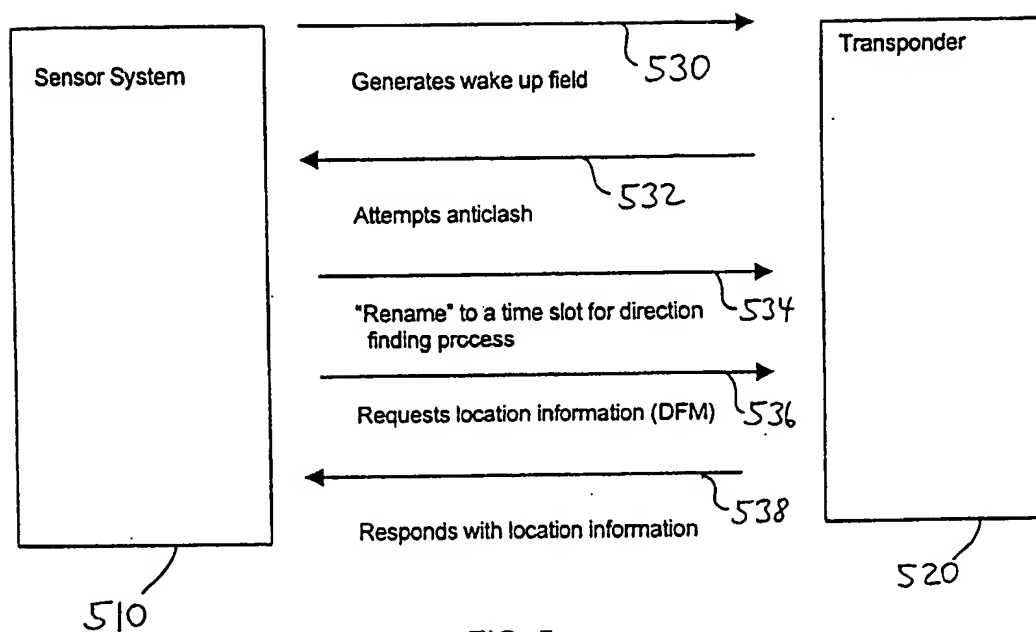 Sensor System
Transponder
530
Generates wake up field
532
Attempts anticlash
534
"Rename" to a time slot for direction
finding process
536
Requests location information (DFM)
538
Responds with location information
510
520